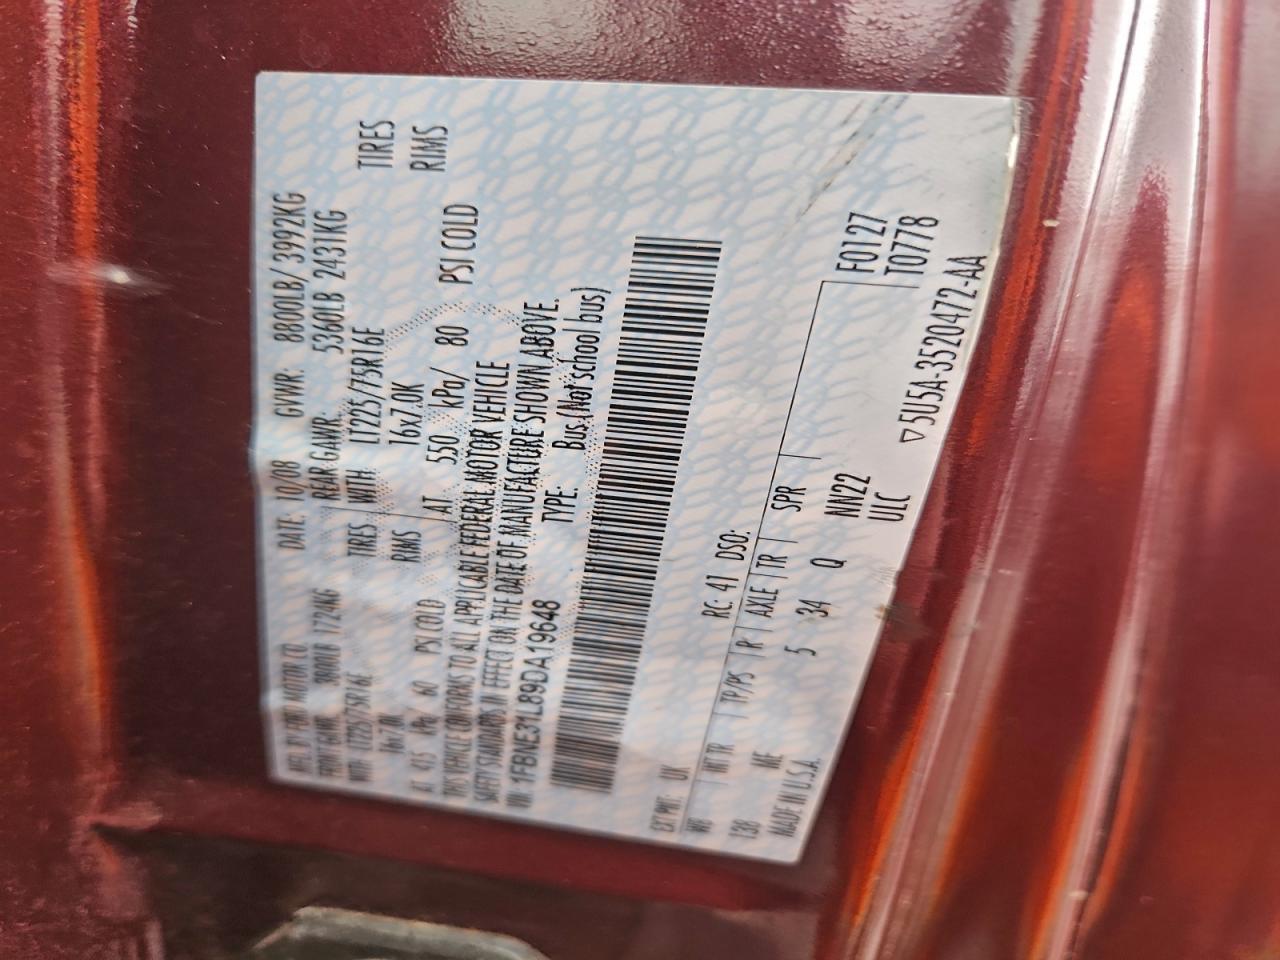 MFD. BY FORD MOTOR CO. DATE: 10/08 GVWR: 8800LB/3992KG
FRONT GAWR: 3800LB 1724KG REAR GAWR: 5360LB 2431KG
WITH LT225/75R16E TIRES WITH LT225/75R16E TIRES
16x7.0K RIMS 16x7.0K RIMS
AT 415 kPa/ 60 PSI COLD AT 550 kPa/ 80 PSI COLD
THIS VEHICLE CONFORMS TO ALL APPLICABLE FEDERAL MOTOR VEHICLE
SAFETY STANDARDS IN EFFECT ON THE DATE OF MANUFACTURE SHOWN ABOVE.
VIN: 1FBNE31L89DA19648 TYPE: Bus (Not School bus)
F0127
T0778
EXT PNT: UK RC: 41 DSO:
WB INT TR TP/PS R AXLE TR SPR
138 ME 5 34 Q NN22
MADE IN U.S.A. ULC
▽5U5A-3520472-AA